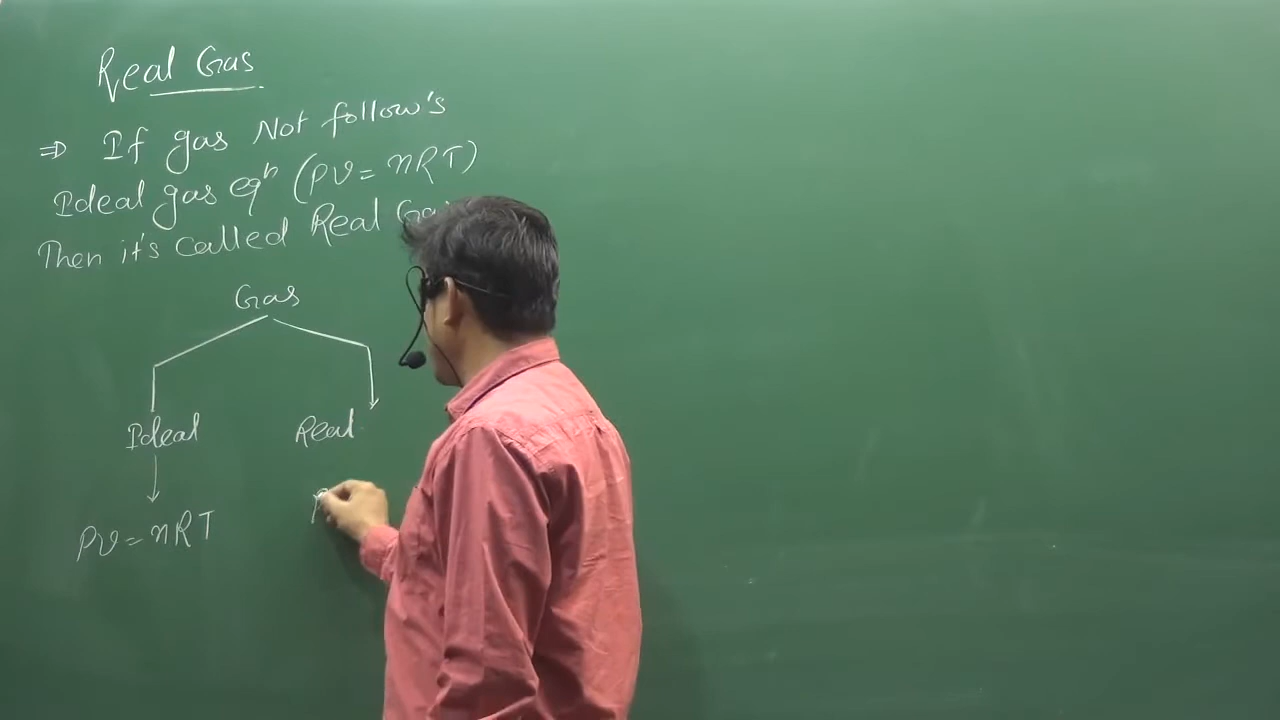 Real Gas
⇒ If gas Not follow's
Ideal gas eqⁿ (PV = nRT)
Then it's called Real Gas
Gas
Ideal Real
PV = nRT
P